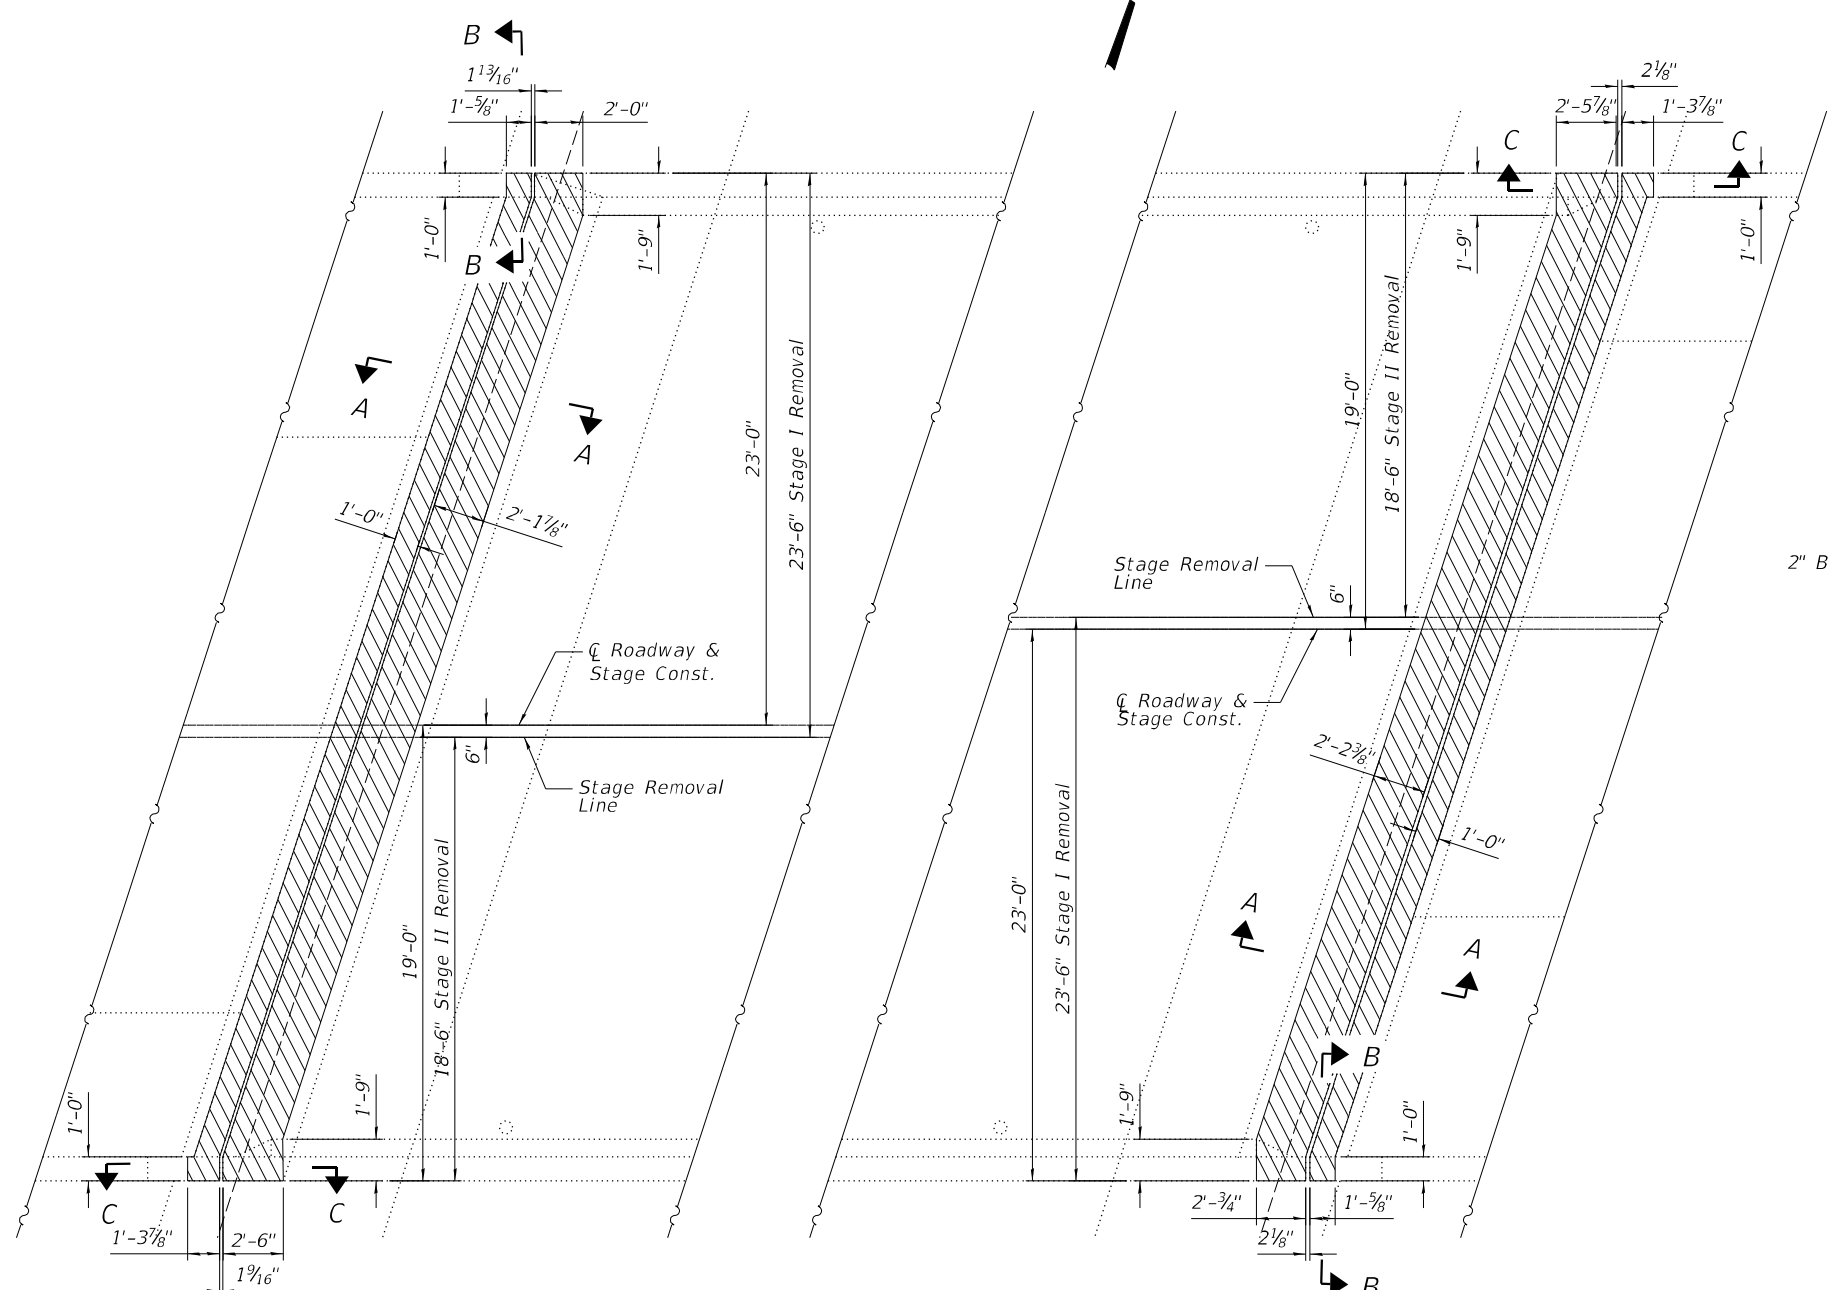 B
1 13/16"
1'-5/8"
2'-0"
1'-0"
1'-9"
B
A
A
23'-0"
23'-6" Stage I Removal
1'-0"
2'-1 7/8"
℄ Roadway &
Stage Const.
6"
Stage Removal
Line
19'-0"
18'-6" Stage II Removal
1'-0"
1'-9"
C
C
1'-3 7/8"
2'-6"
1 9/16"
2 1/8"
2'-5 7/8"
1'-3 7/8"
C
C
1'-9"
1'-0"
19'-0"
18'-6" Stage II Removal
2" B
Stage Removal
Line
6"
℄ Roadway &
Stage Const.
2'-2 3/8"
1'-0"
23'-0"
23'-6" Stage I Removal
A
A
B
1'-9"
1'-0"
2'-3/4"
1'-5/8"
2 1/8"
B